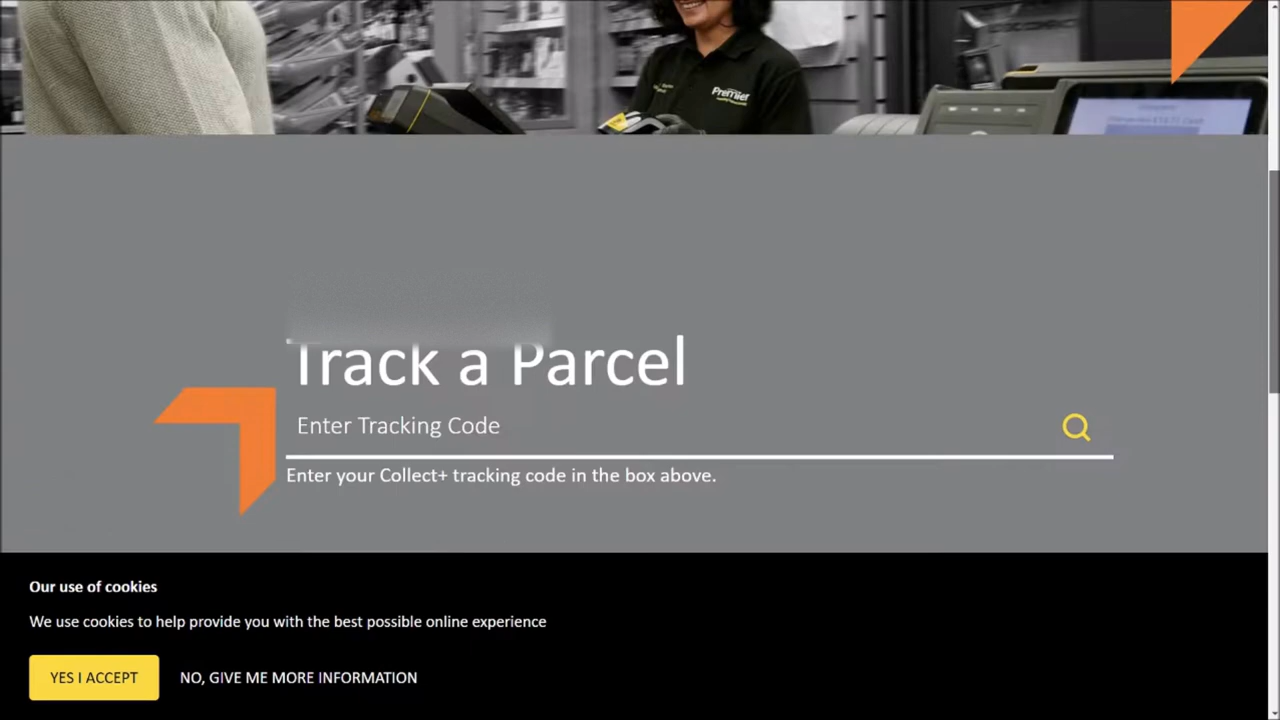 Premier
Track a Parcel
Enter Tracking Code
Enter your Collect+ tracking code in the box above.
Our use of cookies
We use cookies to help provide you with the best possible online experience
YES I ACCEPT
NO, GIVE ME MORE INFORMATION